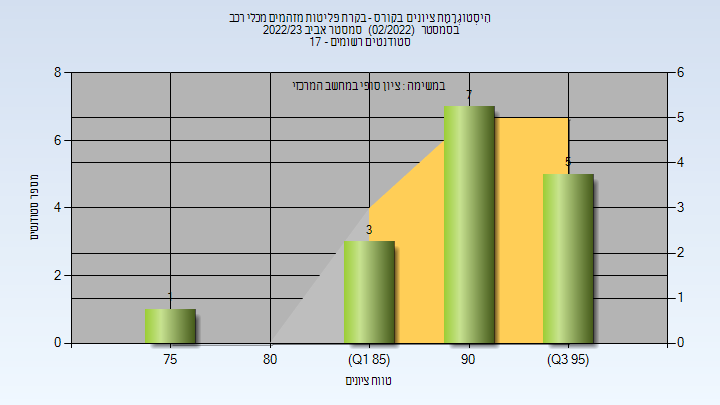 היסטוגרמת ציונים בקורס - בקרת פליטות מזהמים מכלי רכב
בסמסטר (02/2022) סמסטר אביב 2022/23
סטודנטים רשומים - 17
במשימה : ציון סופי במחשב המרכזי
8
6
4
2
0
מספר סטודנטים
6
5
4
3
2
1
0
1
3
7
5
75
80
(Q1 85)
90
(Q3 95)
טווח ציונים